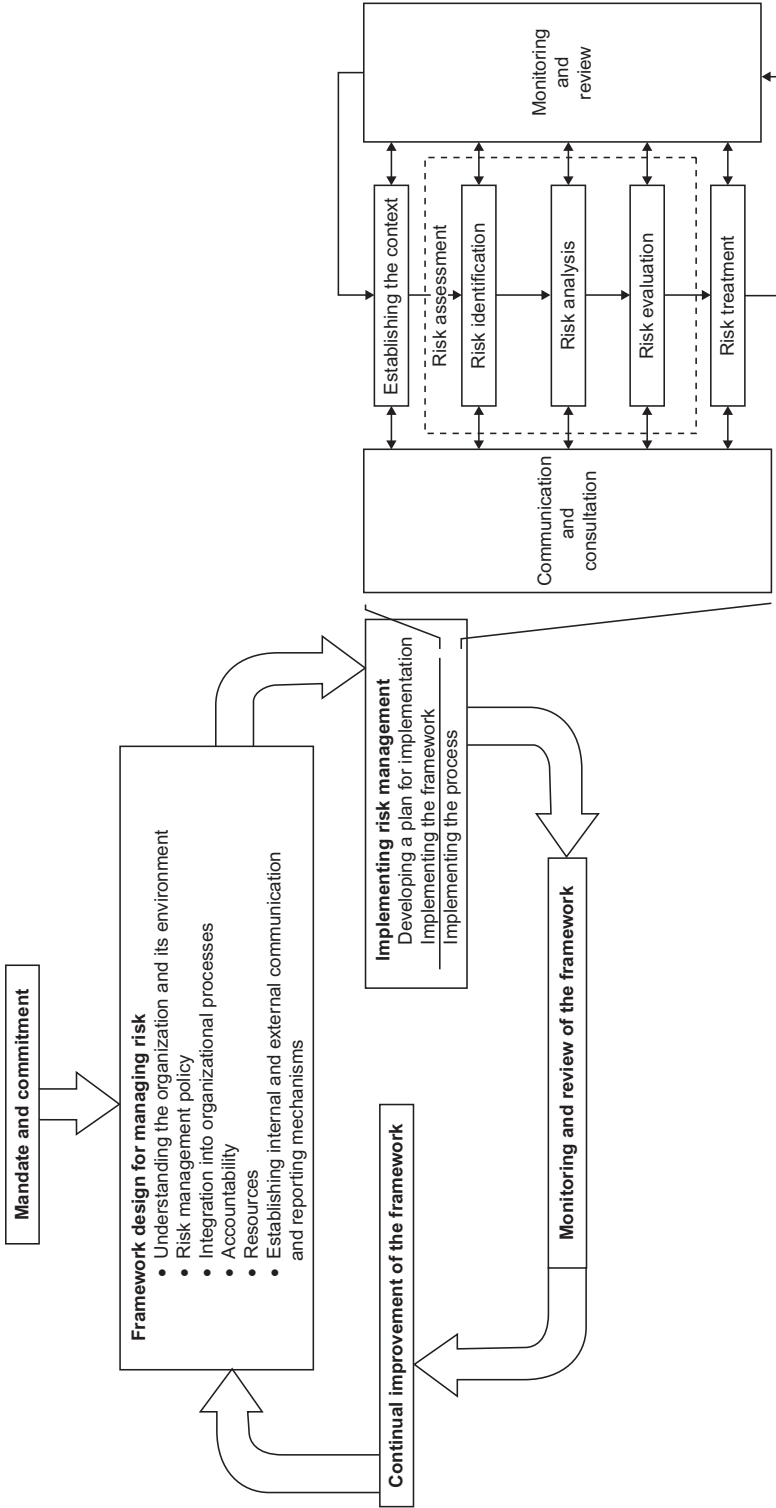 Mandate and commitment
Framework design for managing risk
• Understanding the organization and its environment
• Risk management policy
• Integration into organizational processes
• Accountability
• Resources
• Establishing internal and external communication
and reporting mechanisms
Implementing risk management
Developing a plan for implementation
Implementing the framework
Implementing the process
Continual improvement of the framework
Monitoring and review of the framework
Communication
and
consultation
Establishing the context
Risk assessment
Risk identification
Risk analysis
Risk evaluation
Risk treatment
Monitoring
and
review